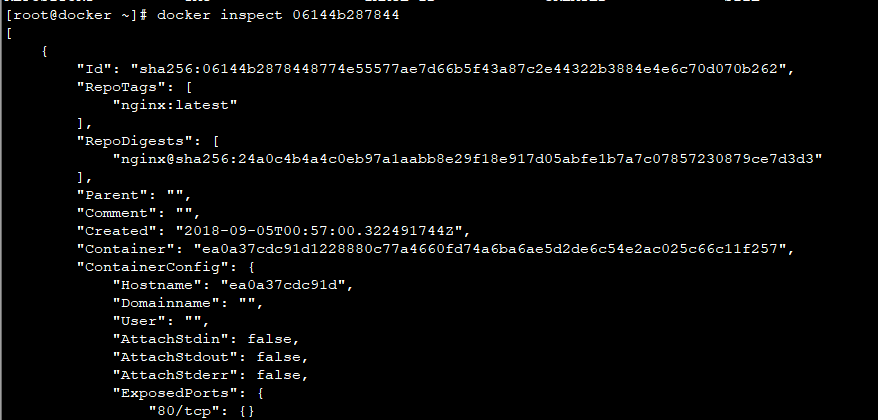 [root@docker ~]# docker inspect 06144b287844
[
    {
        "Id": "sha256:06144b2878448774e55577ae7d66b5f43a87c2e44322b3884e4e6c70d070b262",
        "RepoTags": [
            "nginx:latest"
        ],
        "RepoDigests": [
            "nginx@sha256:24a0c4b4a4c0eb97a1aabb8e29f18e917d05abfe1b7a7c07857230879ce7d3d3"
        ],
        "Parent": "",
        "Comment": "",
        "Created": "2018-09-05T00:57:00.322491744Z",
        "Container": "ea0a37cdc91d1228880c77a4660fd74a6ba6ae5d2de6c54e2ac025c66c11f257",
        "ContainerConfig": {
            "Hostname": "ea0a37cdc91d",
            "Domainname": "",
            "User": "",
            "AttachStdin": false,
            "AttachStdout": false,
            "AttachStderr": false,
            "ExposedPorts": {
                "80/tcp": {}